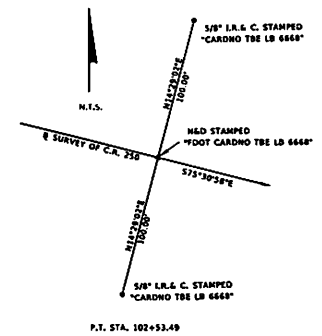 5/8" I.R.& C. STAMPED
"CARDNO TBE LB 6668"
N14°29'02"E
100.00'
N.T.S.
N&D STAMPED
"FDOT CARDNO TBE LB 6668"
℄ SURVEY OF C.R. 250
S75°30'58"E
N14°29'02"E
100.00'
5/8" I.R.& C. STAMPED
"CARDNO TBE LB 6668"
P.T. STA. 102+53.49